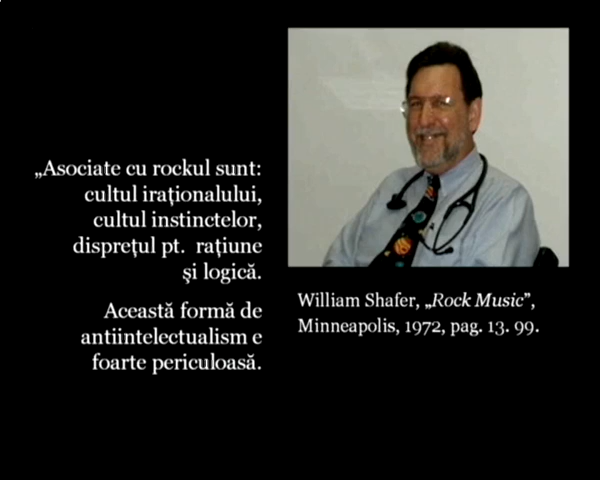 „Asociate cu rockul sunt:
cultul iraţionalului,
cultul instinctelor,
dispreţul pt. raţiune
şi logică.
Această formă de
antiintelectualism e
foarte periculoasă.
William Shafer, „Rock Music”,
Minneapolis, 1972, pag. 13. 99.